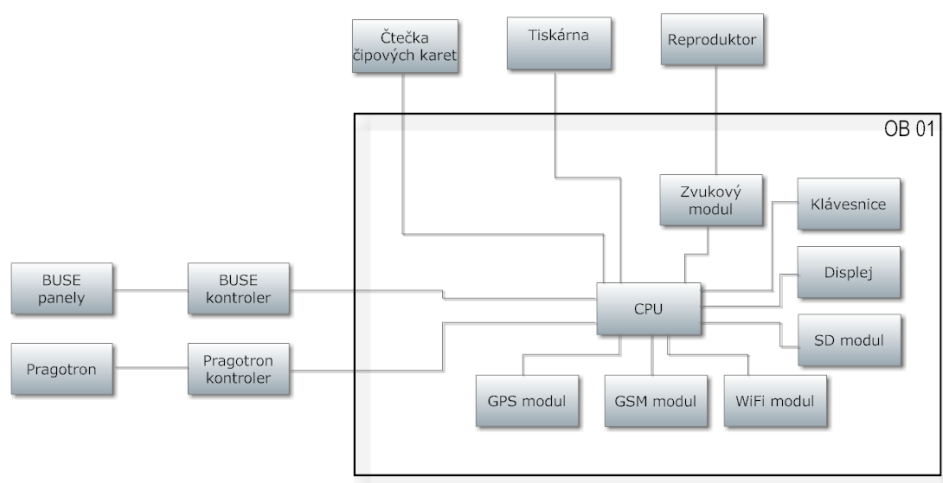 Čtečka
čipových karet
Tiskárna
Reproduktor
OB 01
Zvukový
modul
Klávesnice
BUSE
panely
BUSE
kontroler
Displej
CPU
SD modul
Pragotron
Pragotron
kontroler
GPS modul
GSM modul
WiFi modul